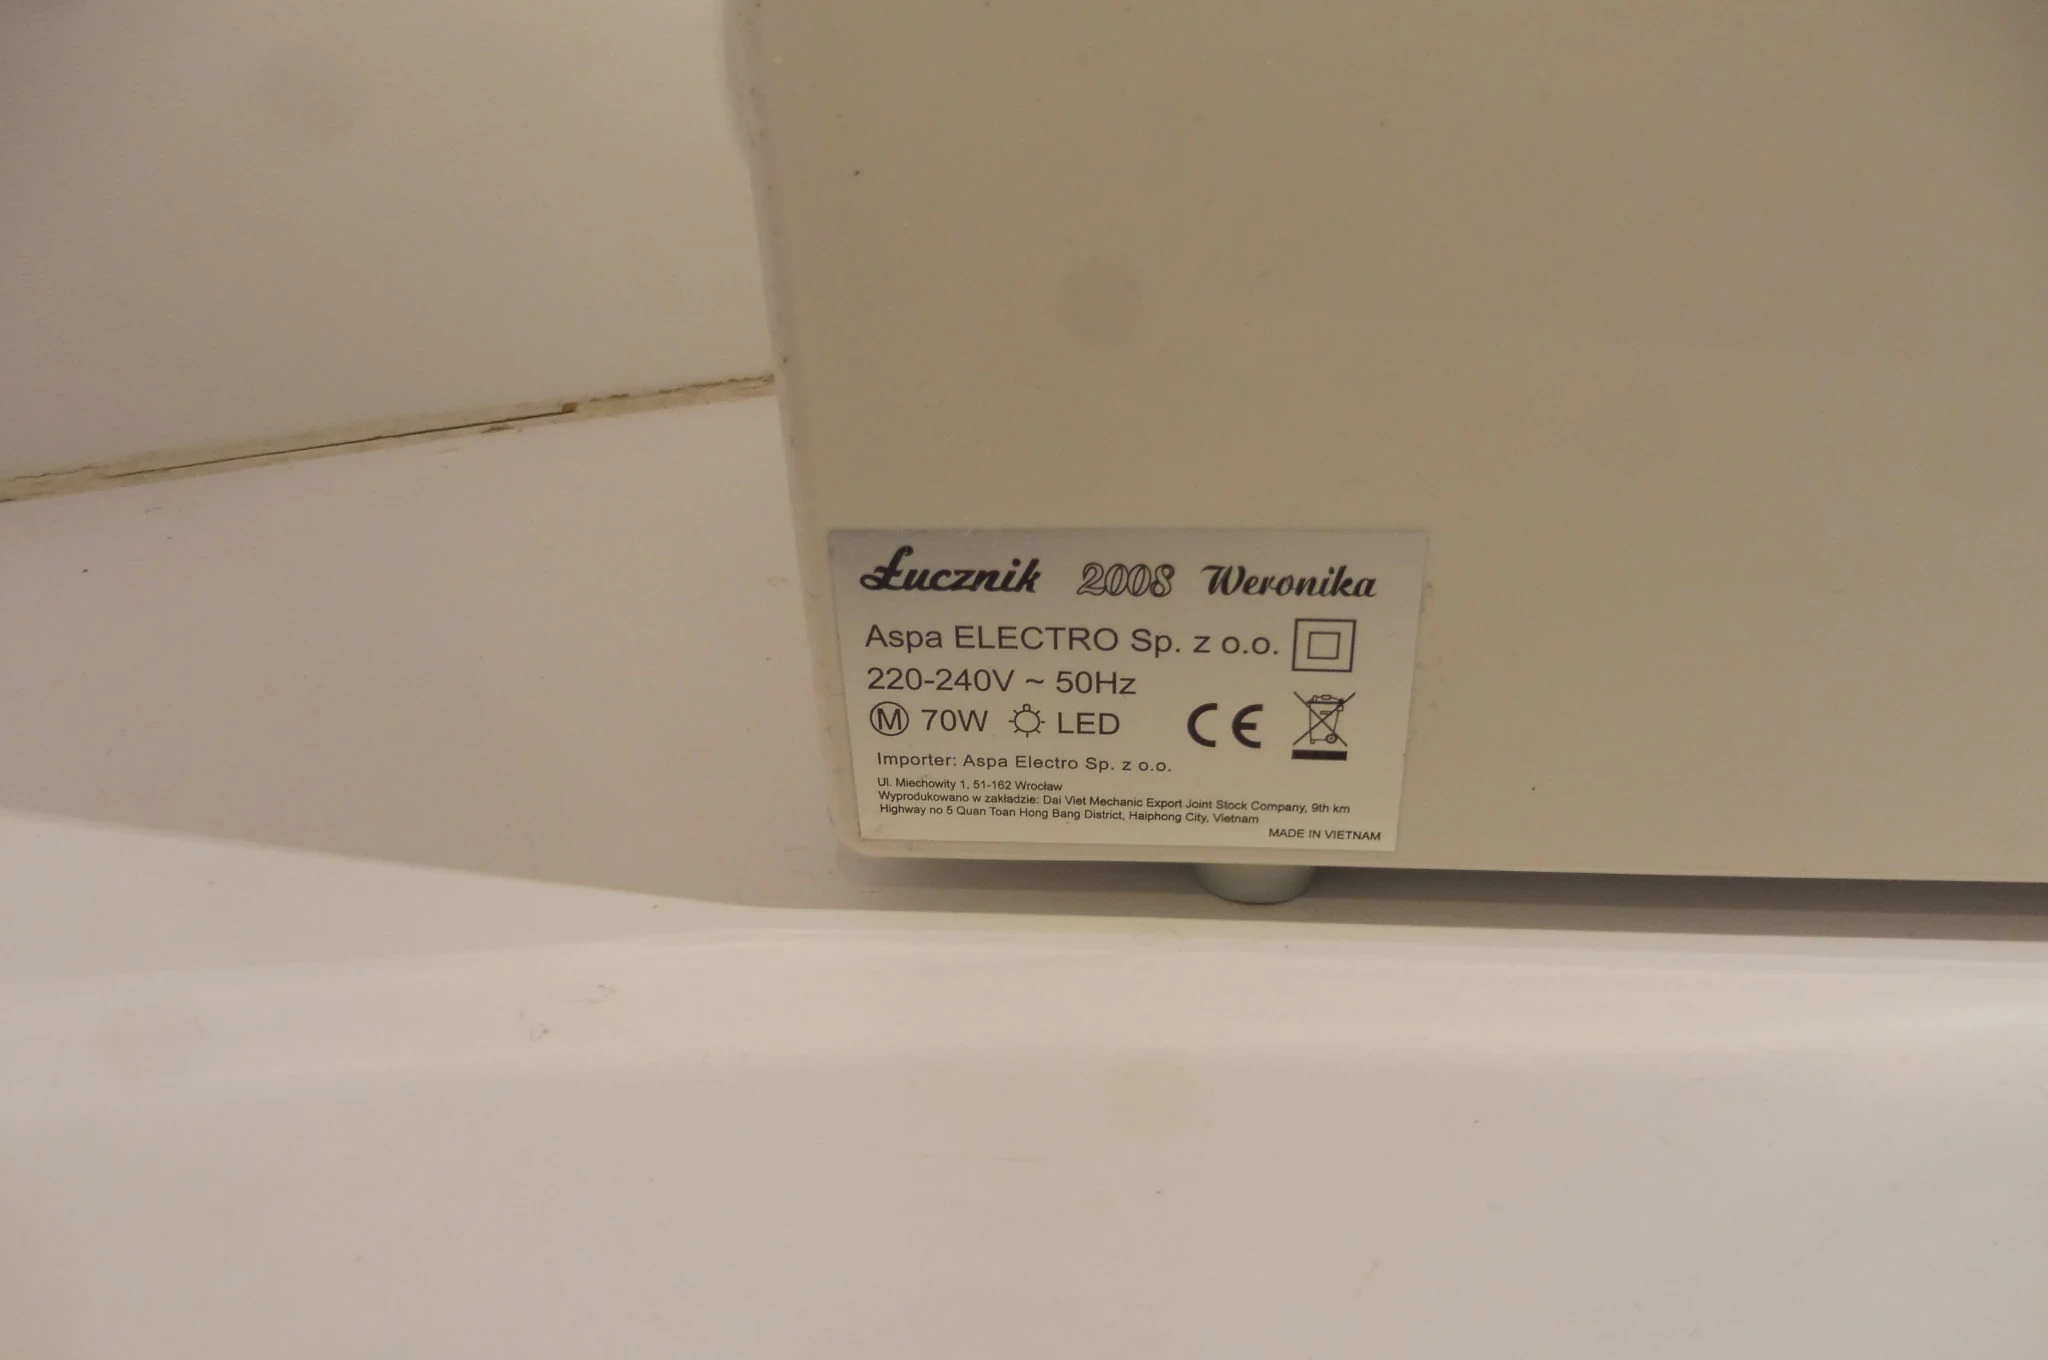 Łucznik 2008 Weronika
Aspa ELECTRO Sp. z o.o.
220-240V ~ 50Hz
M 70W LED CE
Importer: Aspa Electro Sp. z o.o.
Ul. Miechowity 1, 51-162 Wrocław
Wyprodukowano w zakładzie: Dai Viet Mechanic Export Joint Stock Company, 9th km
Highway no 5 Quan Toan Hong Bang District, Haiphong City, Vietnam
MADE IN VIETNAM